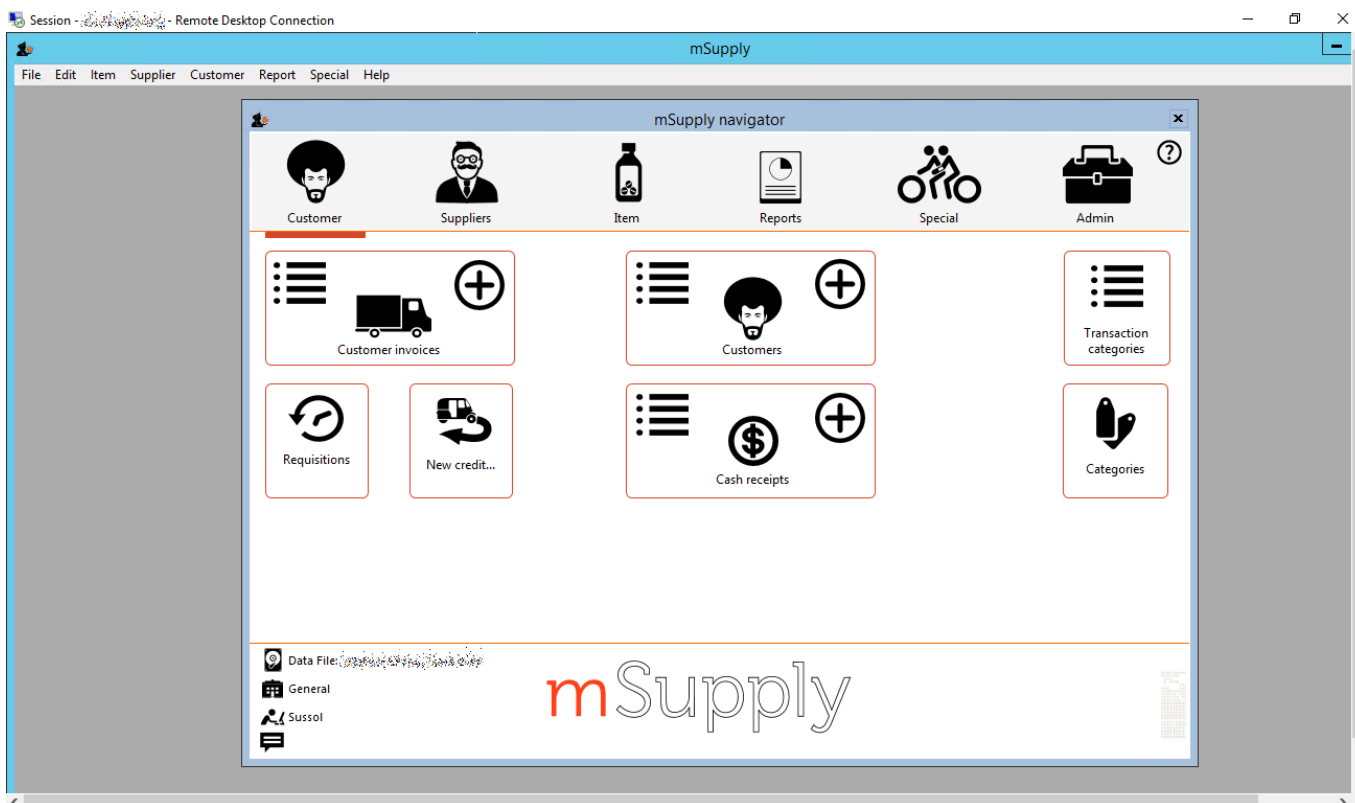 Session - - Remote Desktop Connection
mSupply
File Edit Item Supplier Customer Report Special Help
mSupply navigator
Customer Suppliers Item Reports Special Admin
Customer invoices
Customers
Transaction
categories
Requisitions
New credit...
Cash receipts
Categories
Data File:
General
Sussol
mSupply